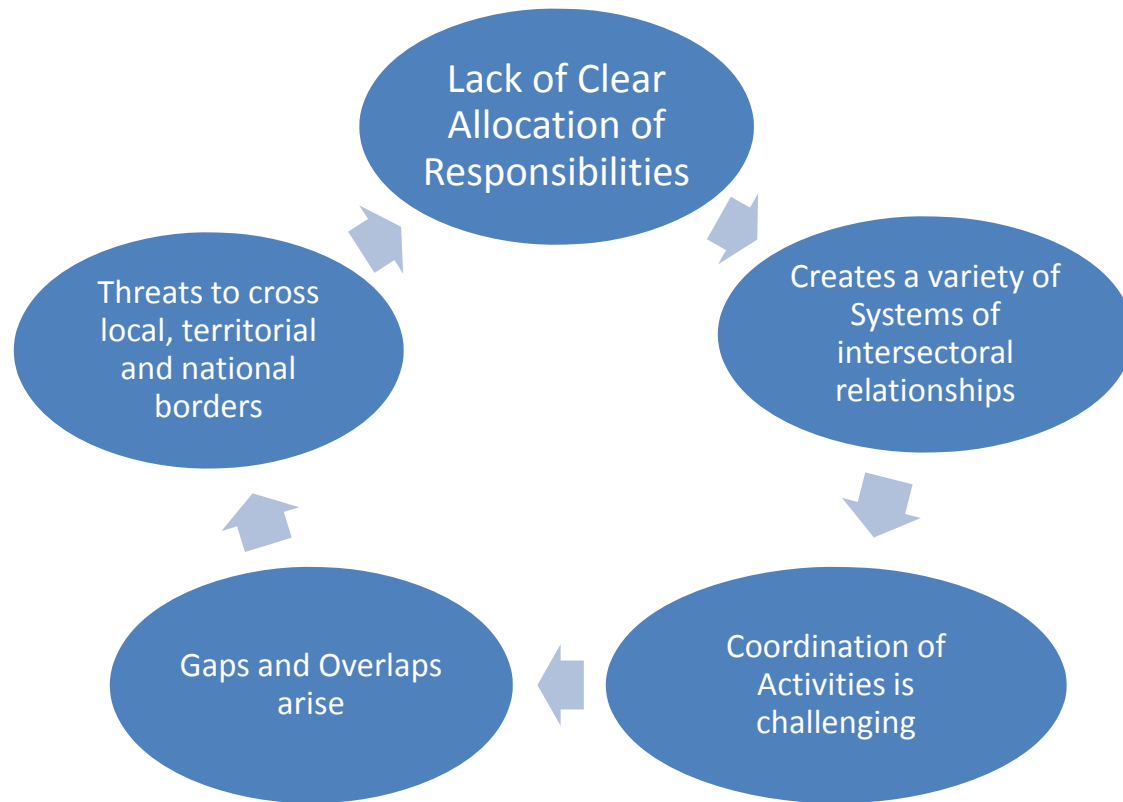 Lack of Clear
Allocation of
Responsibilities
Creates a variety of
Systems of
intersectoral
relationships
Coordination of
Activities is
challenging
Gaps and Overlaps
arise
Threats to cross
local, territorial
and national
borders